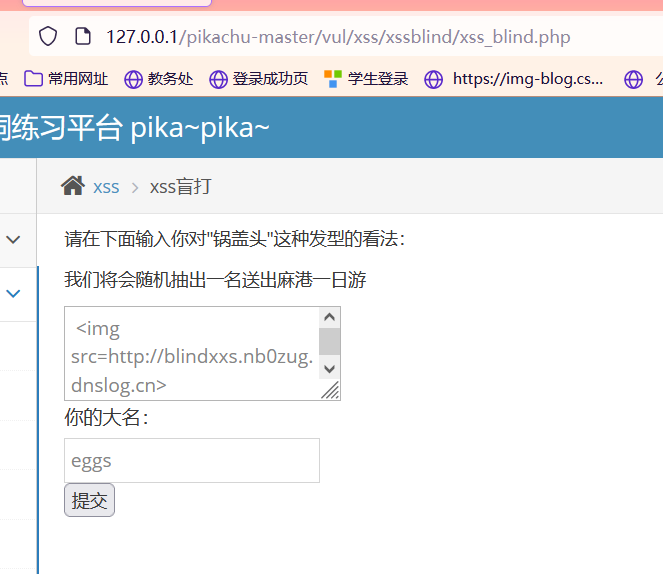 127.0.0.1/pikachu-master/vul/xss/xssblind/xss_blind.php
点 常用网址 教务处 登录成功页 学生登录 https://img-blog.cs...
洞练习平台 pika~pika~
xss > xss盲打
请在下面输入你对"锅盖头"这种发型的看法：
我们将会随机抽出一名送出麻港一日游
<img
src=http://blindxxs.nb0zug.
dnslog.cn>
你的大名：
eggs
提交